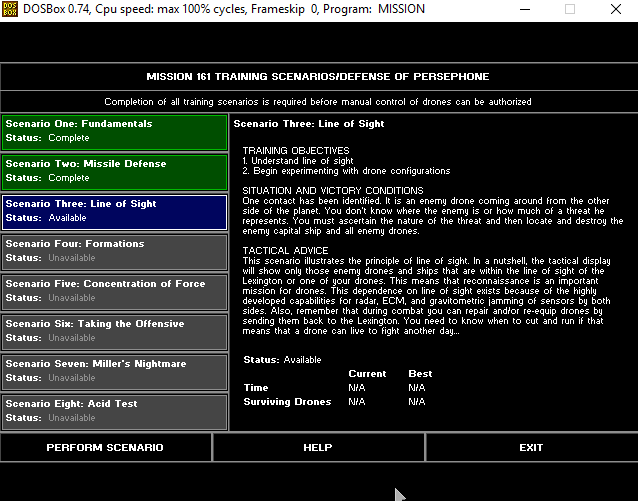 DOSBox 0.74, Cpu speed: max 100% cycles, Frameskip 0, Program: MISSION
MISSION 161 TRAINING SCENARIOS/DEFENSE OF PERSEPHONE
Completion of all training scenarios is required before manual control of drones can be authorized
Scenario One: Fundamentals
Status: Complete
Scenario Two: Missile Defense
Status: Complete
Scenario Three: Line of Sight
Status: Available
Scenario Four: Formations
Status: Unavailable
Scenario Five: Concentration of Force
Status: Unavailable
Scenario Six: Taking the Offensive
Status: Unavailable
Scenario Seven: Miller's Nightmare
Status: Unavailable
Scenario Eight: Acid Test
Status: Unavailable
Scenario Three: Line of Sight
TRAINING OBJECTIVES
1. Understand line of sight
2. Begin experimenting with drone configurations
SITUATION AND VICTORY CONDITIONS
One contact has been identified. It is an enemy drone coming around from the other
side of the planet. You don't know where the enemy is or how much of a threat he
represents. You must ascertain the nature of the threat and then locate and destroy the
enemy capital ship and all enemy drones.
TACTICAL ADVICE
This scenario illustrates the principle of line of sight. In a nutshell, the tactical display
will show only those enemy drones and ships that are within the line of sight of the
Lexington or one of your drones. This means that reconnaissance is an important
mission for drones. This dependence on line of sight exists because of the highly
developed capabilities for radar, ECM, and gravitometric jamming of sensors by both
sides. Also, remember that during combat you can repair and/or re-equip drones by
sending them back to the Lexington. You need to know when to cut and run if that
means that a drone can live to fight another day...
Status: Available
Current Best
Time N/A N/A
Surviving Drones N/A N/A
PERFORM SCENARIO
HELP
EXIT